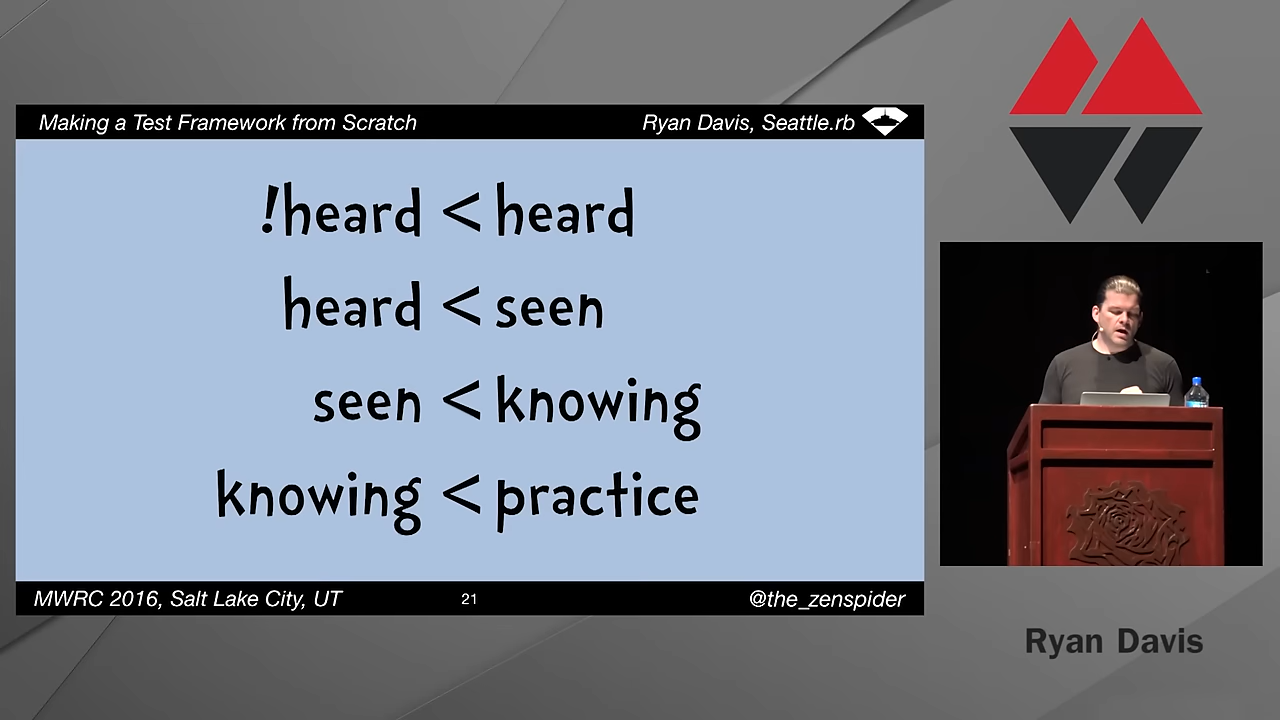 Making a Test Framework from Scratch
Ryan Davis, Seattle.rb
!heard < heard
heard < seen
seen < knowing
knowing < practice
MWRC 2016, Salt Lake City, UT
21
@the_zenspider
Ryan Davis